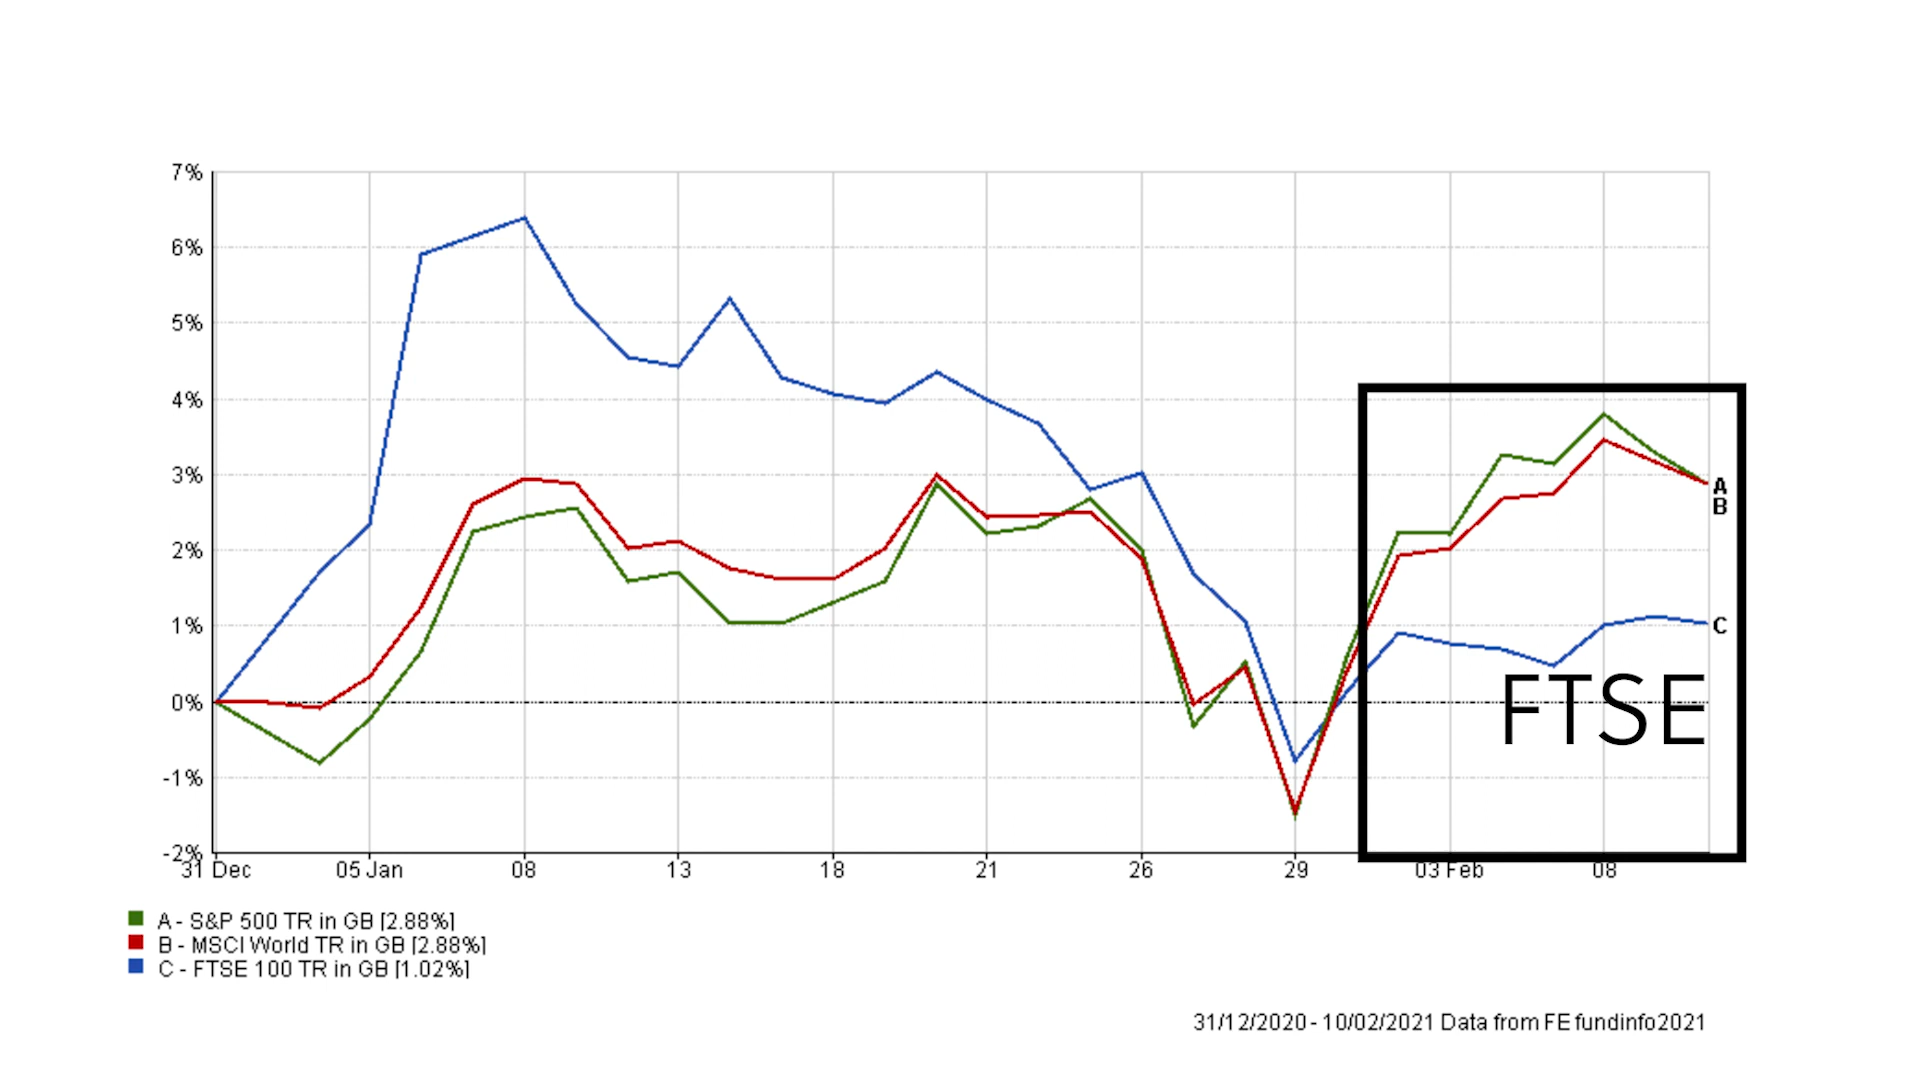 7%
6%
5%
4%
3%
2%
1%
0%
-1%
-2%
A
B
C
FTSE
31 Dec 05 Jan 08 13 18 21 26 29 03 Feb 08
A - S&P 500 TR in GB [2.88%]
B - MSCI World TR in GB [2.88%]
C - FTSE 100 TR in GB [1.02%]
31/12/2020 - 10/02/2021 Data from FE fundinfo2021